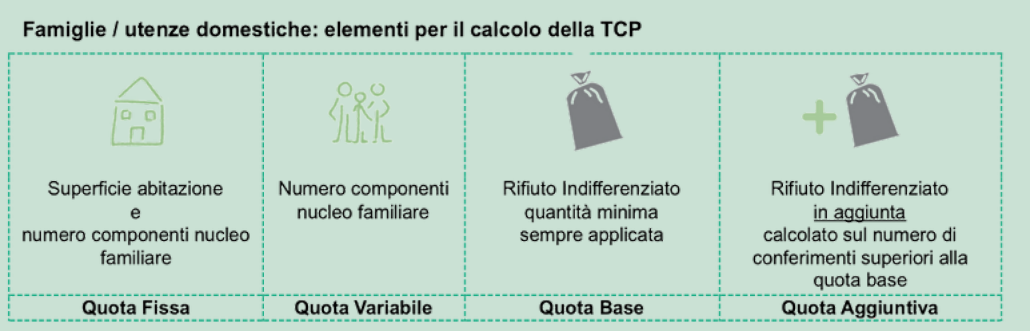 Famiglie / utenze domestiche: elementi per il calcolo della TCP
Superficie abitazione
e
numero componenti nucleo
familiare
Quota Fissa
Numero componenti
nucleo familiare
Quota Variabile
Rifiuto Indifferenziato
quantità minima
sempre applicata
Quota Base
Rifiuto Indifferenziato
in aggiunta
calcolato sul numero di
conferimenti superiori alla
quota base
Quota Aggiuntiva